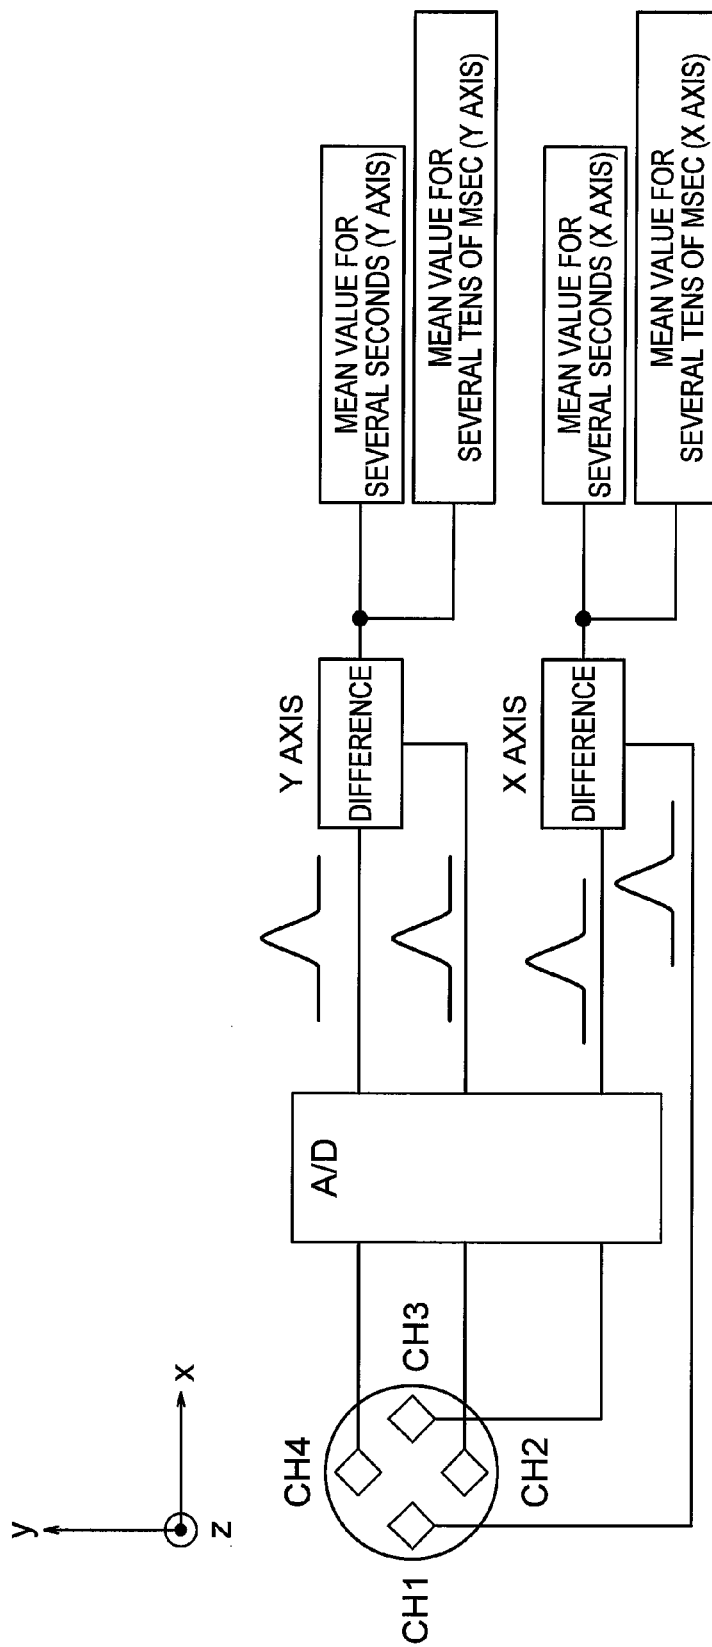 y
x
z
CH4
CH3
CH1
CH2
A/D
Y AXIS
DIFFERENCE
X AXIS
DIFFERENCE
MEAN VALUE FOR
SEVERAL SECONDS (Y AXIS)
MEAN VALUE FOR
SEVERAL TENS OF MSEC (Y AXIS)
MEAN VALUE FOR
SEVERAL SECONDS (X AXIS)
MEAN VALUE FOR
SEVERAL TENS OF MSEC (X AXIS)